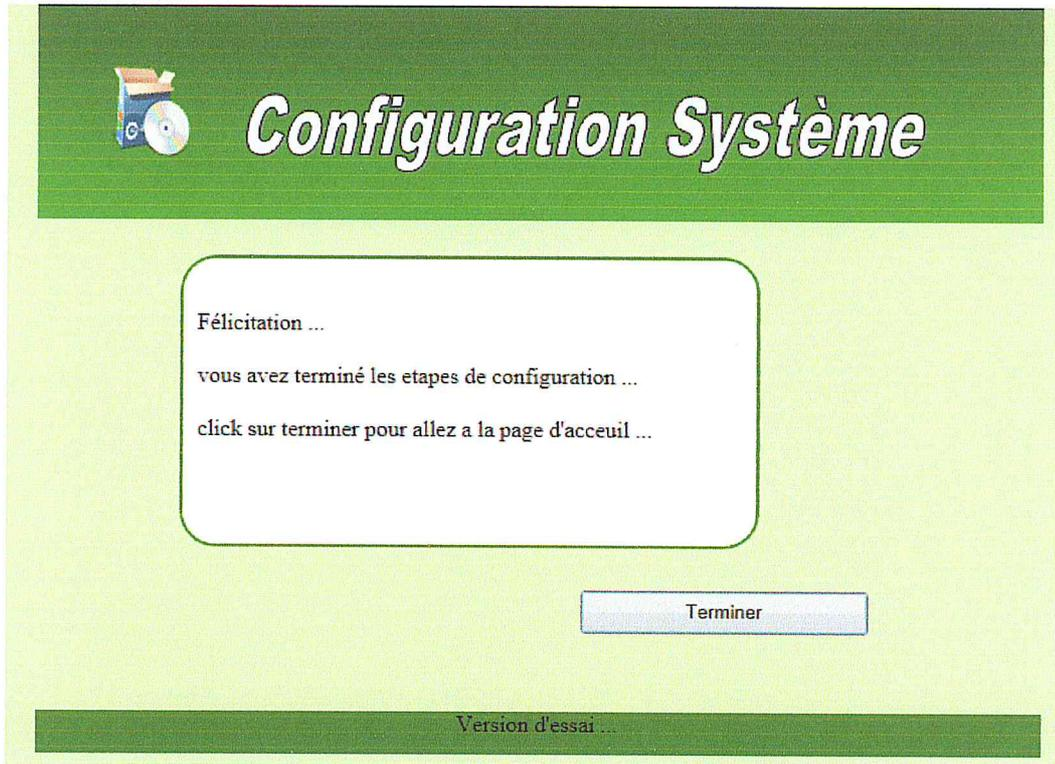 Configuration Système
Félicitation ...
vous avez terminé les etapes de configuration ...
click sur terminer pour allez a la page d'acceuil ...
Terminer
Version d'essai ...